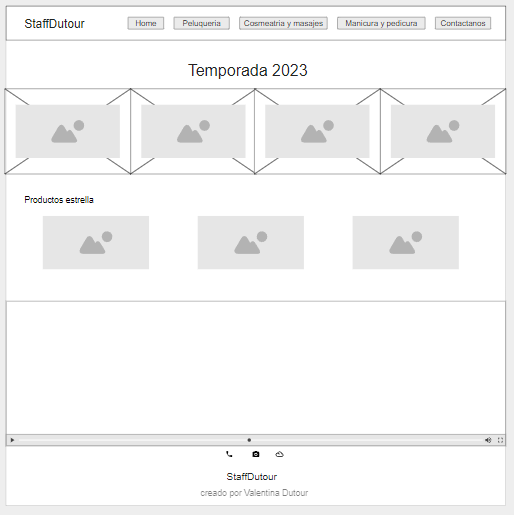 StaffDutour
Home
Peluqueria
Cosmeatria y masajes
Manicura y pedicura
Contactanos
Temporada 2023
Productos estrella
StaffDutour
creado por Valentina Dutour